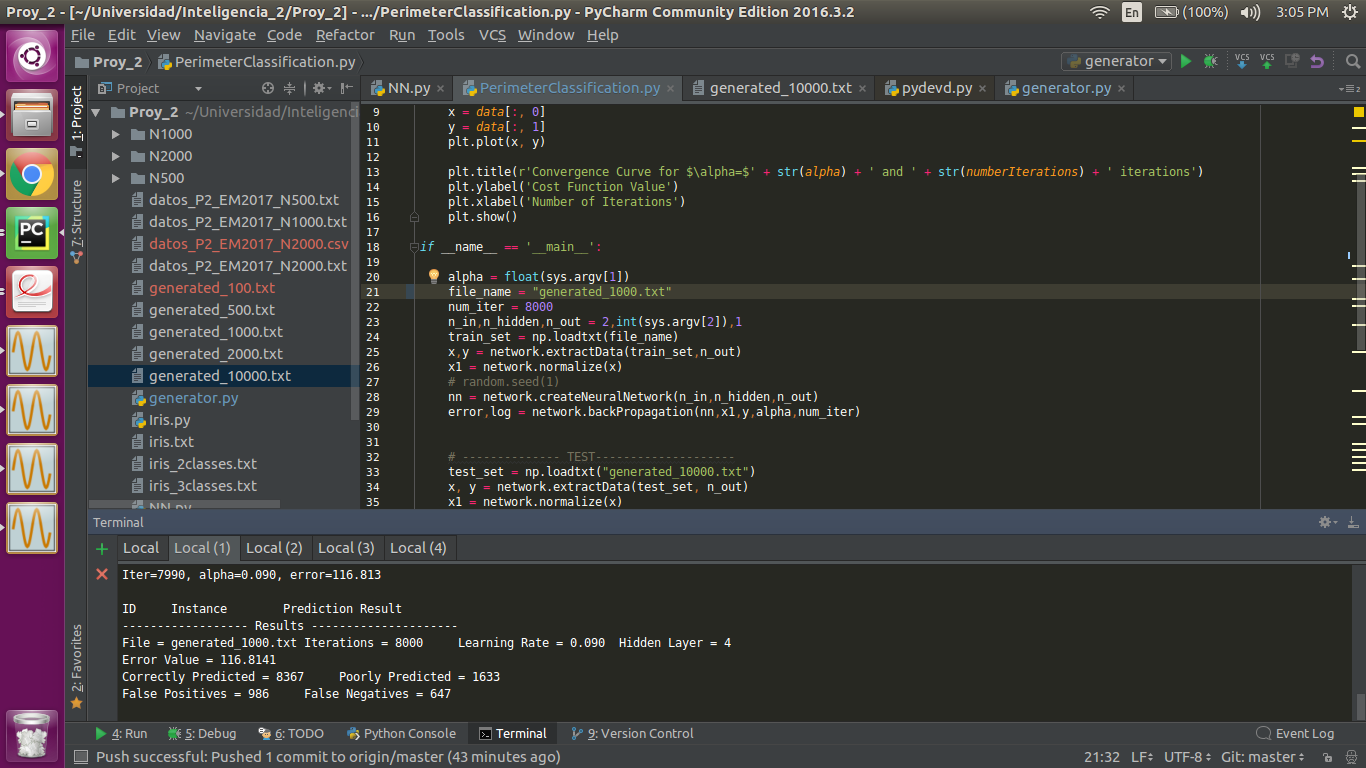 Proy_2 - [~/Universidad/Inteligencia_2/Proy_2] - .../PerimeterClassification.py - PyCharm Community Edition 2016.3.2
En (100%) 3:05 PM
File Edit View Navigate Code Refactor Run Tools VCS Window Help
Proy_2 PerimeterClassification.py generator VCS VCS
Project
NN.py PerimeterClassification.py generated_10000.txt pydevd.py generator.py
1: Project
7: Structure
2: Favorites
PC
Proy_2 ~/Universidad/Inteligenci
N1000
N2000
N500
datos_P2_EM2017_N500.txt
datos_P2_EM2017_N1000.txt
datos_P2_EM2017_N2000.csv
datos_P2_EM2017_N2000.txt
generated_100.txt
generated_500.txt
generated_1000.txt
generated_2000.txt
generated_10000.txt
generator.py
Iris.py
iris.txt
iris_2classes.txt
iris_3classes.txt
NN.py
9 x = data[:, 0]
10 y = data[:, 1]
11 plt.plot(x, y)
12
13 plt.title(r'Convergence Curve for $\alpha=$' + str(alpha) + ' and ' + str(numberIterations) + ' iterations')
14 plt.ylabel('Cost Function Value')
15 plt.xlabel('Number of Iterations')
16 plt.show()
17
18 if __name__ == '__main__':
19
20 alpha = float(sys.argv[1])
21 file_name = "generated_1000.txt"
22 num_iter = 8000
23 n_in,n_hidden,n_out = 2,int(sys.argv[2]),1
24 train_set = np.loadtxt(file_name)
25 x,y = network.extractData(train_set,n_out)
26 x1 = network.normalize(x)
27 # random.seed(1)
28 nn = network.createNeuralNetwork(n_in,n_hidden,n_out)
29 error,log = network.backPropagation(nn,x1,y,alpha,num_iter)
30
31
32 # -------------- TEST--------------------
33 test_set = np.loadtxt("generated_10000.txt")
34 x, y = network.extractData(test_set, n_out)
35 x1 = network.normalize(x)
Terminal
Local Local (1) Local (2) Local (3) Local (4)
Iter=7990, alpha=0.090, error=116.813
ID Instance Prediction Result
------------------ Results ---------------------
File = generated_1000.txt Iterations = 8000 Learning Rate = 0.090 Hidden Layer = 4
Error Value = 116.8141
Correctly Predicted = 8367 Poorly Predicted = 1633
False Positives = 986 False Negatives = 647
4: Run 5: Debug 6: TODO Python Console Terminal 9: Version Control Event Log
Push successful: Pushed 1 commit to origin/master (43 minutes ago) 21:32 LF UTF-8 Git: master